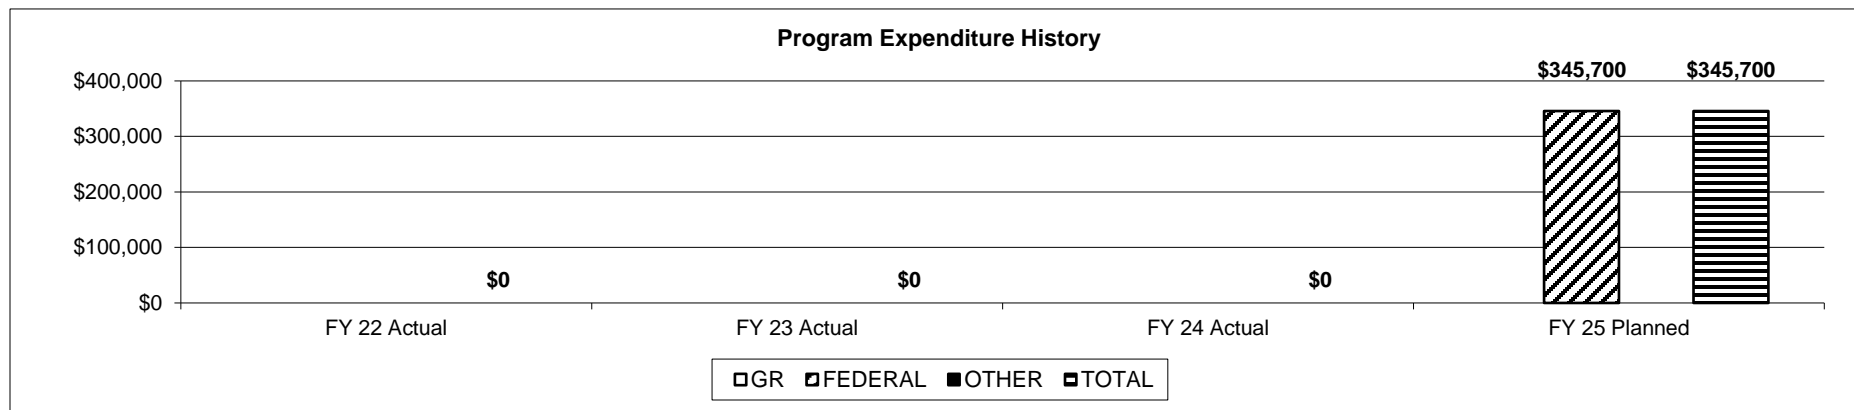 Program Expenditure History
$400,000
$300,000
$200,000
$100,000
$0
$345,700 $345,700
$0 $0 $0
FY 22 Actual FY 23 Actual FY 24 Actual FY 25 Planned
GR FEDERAL OTHER TOTAL